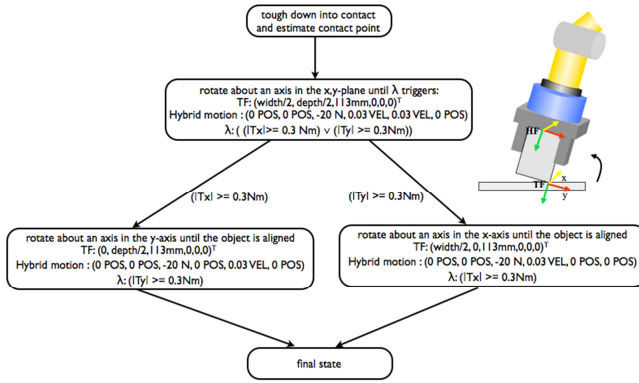 tough down into contact
and estimate contact point
rotate about an axis in the x,y-plane until λ triggers:
TF: (width/2, depth/2,113mm,0,0,0)ᵀ
Hybrid motion : (0 POS, 0 POS, -20 N, 0.03 VEL, 0.03 VEL, 0 POS)
λ: ( (|Tx|>= 0.3 Nm) ∨ (|Ty| >= 0.3Nm))
HF
TF
x
y
(|Tx| >= 0.3Nm)
(|Ty| >= 0.3Nm)
rotate about an axis in the y-axis until the object is aligned
TF: (0, depth/2,113mm,0,0,0)ᵀ
Hybrid motion : (0 POS, 0 POS, -20 N, 0 POS, 0.03 VEL, 0 POS)
λ: (|Ty| >= 0.3Nm)
rotate about an axis in the x-axis until the object is aligned
TF: (width/2, 0,113mm,0,0,0)ᵀ
Hybrid motion : (0 POS, 0 POS, -20 N, 0.03 VEL, 0 POS, 0 POS)
λ: (|Tx| >= 0.3Nm)
final state